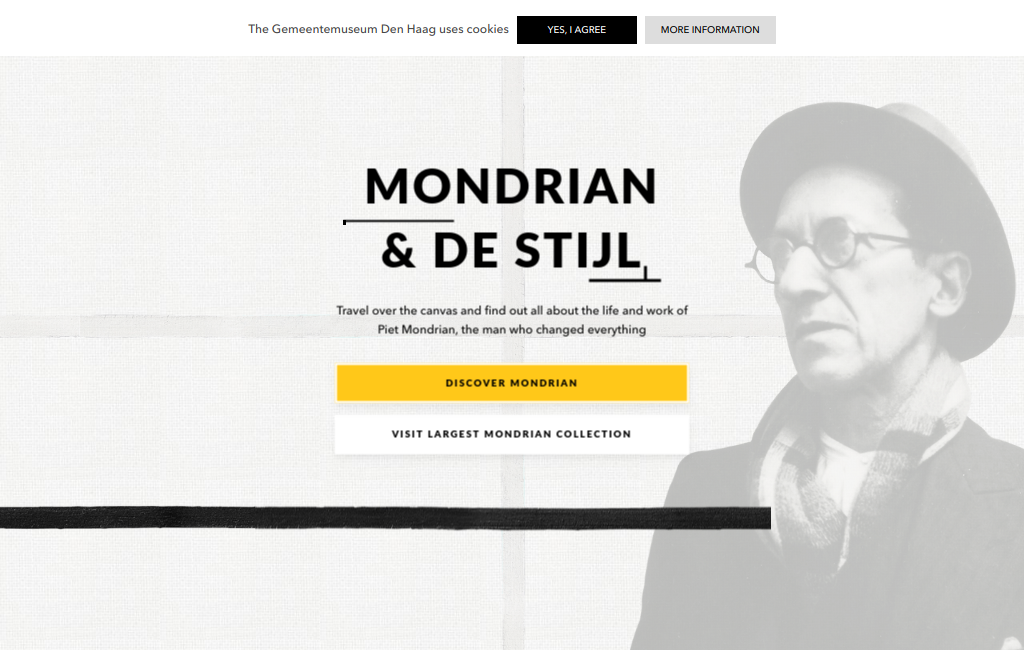 The Gemeentemuseum Den Haag uses cookies
YES, I AGREE
MORE INFORMATION
MONDRIAN
& DE STIJL
Travel over the canvas and find out all about the life and work of
Piet Mondrian, the man who changed everything
DISCOVER MONDRIAN
VISIT LARGEST MONDRIAN COLLECTION